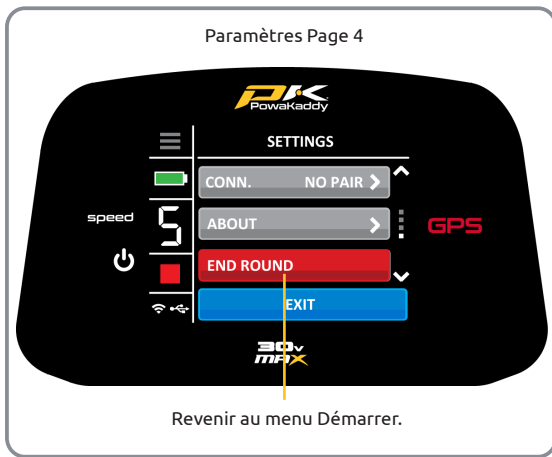 Paramètres Page 4
PK
PowaKaddy
SETTINGS
CONN. NO PAIR
speed
5
ABOUT
GPS
END ROUND
EXIT
30v
MAX
Revenir au menu Démarrer.